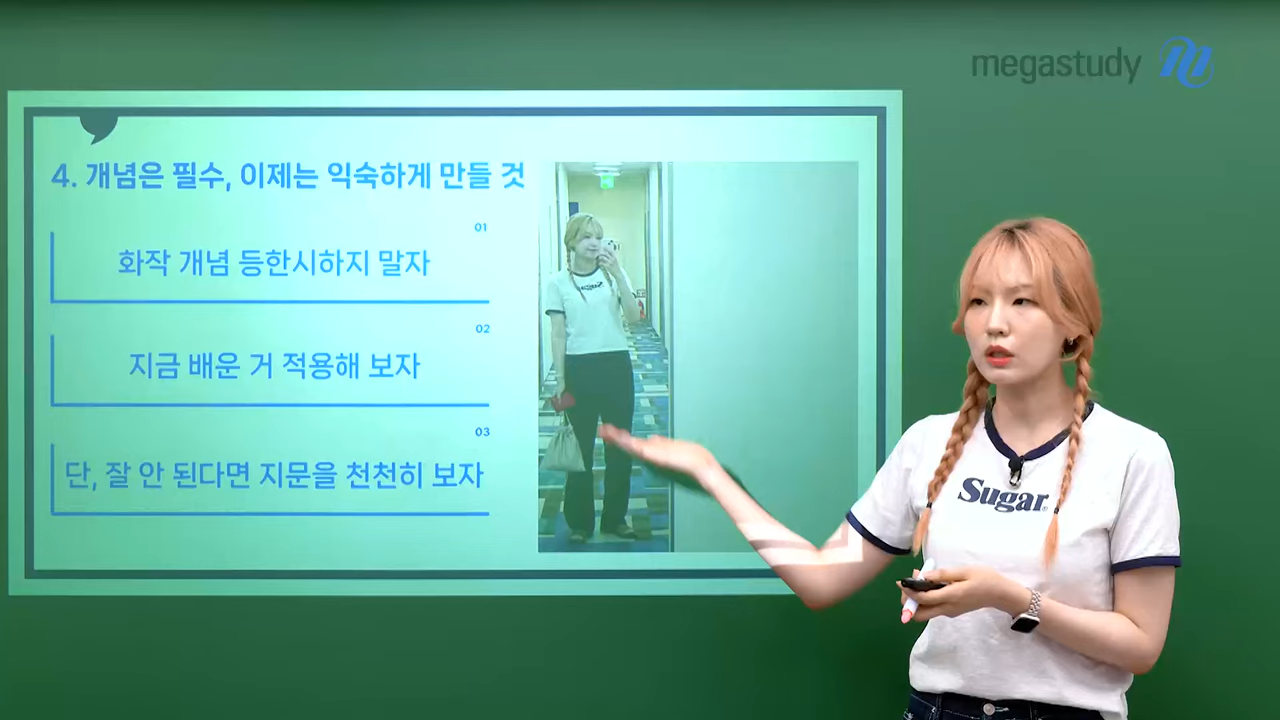 megastudy
4. 개념은 필수, 이제는 익숙하게 만들 것
01
화작 개념 등한시하지 말자
02
지금 배운 거 적용해 보자
03
단, 잘 안 된다면 지문을 천천히 보자
Sugar